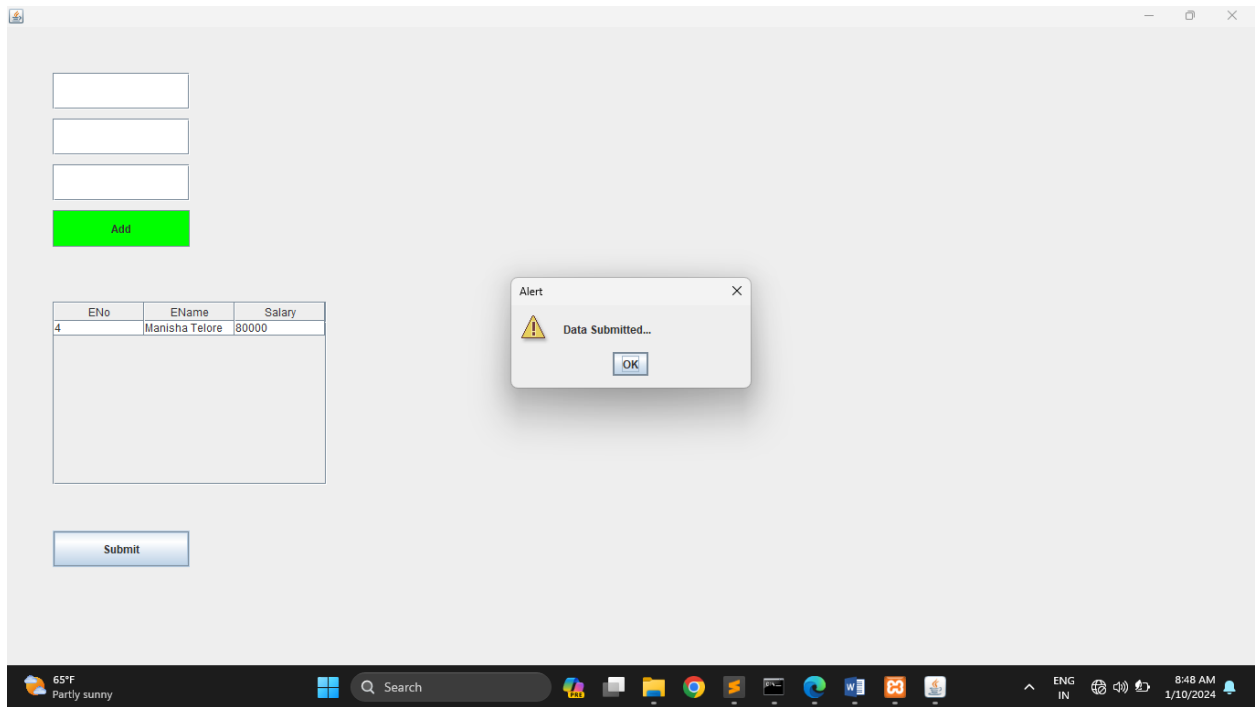 Add
ENo EName Salary
4 Manisha Telore 80000
Alert
Data Submitted...
OK
Submit
65°F
Partly sunny
Search
PRE
ENG
IN
8:48 AM
1/10/2024